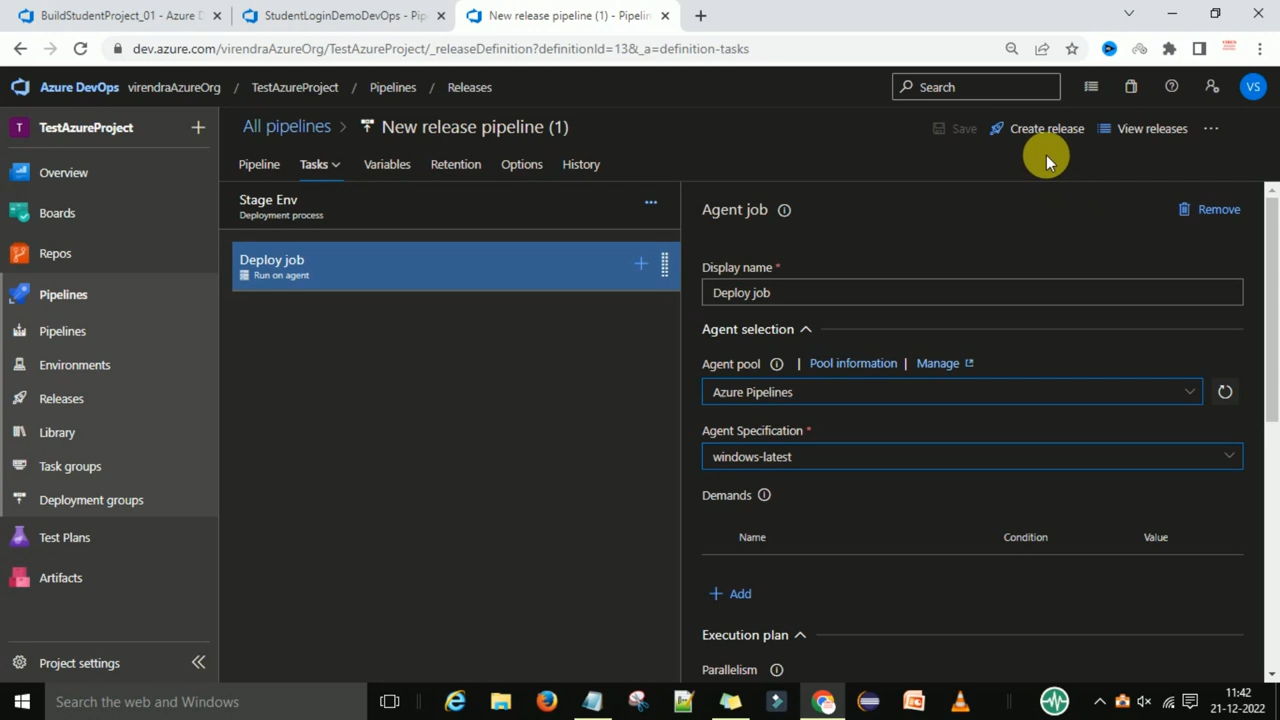 BuildStudentProject_01 - Azure D
StudentLoginDemoDevOps - Pip
New release pipeline (1) - Pipelin
dev.azure.com/virendraAzureOrg/TestAzureProject/_releaseDefinition?definitionId=13&_a=definition-tasks
Azure DevOps virendraAzureOrg / TestAzureProject / Pipelines / Releases
Search
VS
T TestAzureProject
All pipelines > New release pipeline (1)
Save
Create release
View releases
Pipeline
Tasks
Variables
Retention
Options
History
Overview
Boards
Repos
Pipelines
Pipelines
Environments
Releases
Library
Task groups
Deployment groups
Test Plans
Artifacts
Project settings
Stage Env
Deployment process
Deploy job
Run on agent
Agent job
Remove
Display name *
Deploy job
Agent selection
Agent pool | Pool information | Manage
Azure Pipelines
Agent Specification *
windows-latest
Demands
Name Condition Value
Add
Execution plan
Parallelism
Search the web and Windows
11:42
21-12-2022